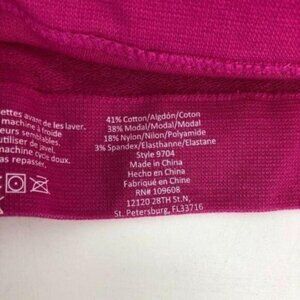 ettes avant de les laver.
machine à froide
leurs semblables.
utiliser de javel.
machine cycle doux.
as repasser.
41% Cotton/Algdón/Coton
38% Modal/Modal/Modal
18% Nylon/Nilon/Polyamide
3% Spandex/Elasthanne/Elastane
Style 9704
Made in China
Hecho en China
Fabriqué en Chine
RN# 109608
12120 28TH St.N,
St. Petersburg, FL33716